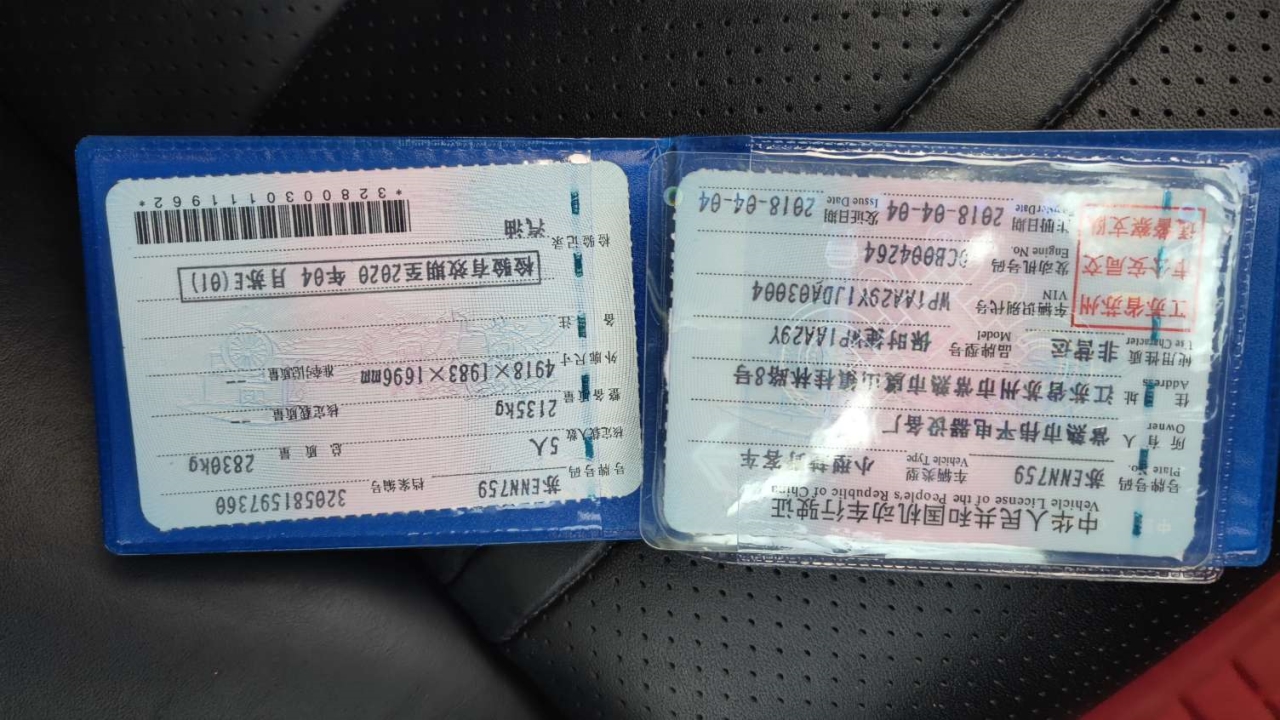 中华人民共和国机动车行驶证
Vehicle License of the People's Republic of China
号牌号码 Plate No. 苏ENN759 车辆类型 Vehicle Type 小型越野客车
所有人 Owner 常熟市伟平电器设备厂
住址 Address 江苏省苏州市常熟市虞山镇桂林路8号
使用性质 Use Character 非营运 品牌型号 Model 保时捷WP1AA29Y
江苏省苏州
市公安局交
通警察支队
车辆识别代号 VIN WP1AA29Y1JDA03004
发动机号码 Engine No. DCB004264
注册日期 Register Date 2018-04-04 发证日期 Issue Date 2018-04-04
号牌号码 苏ENN759 档案编号 320581597360
核定载人数 5人 总质量 2830kg
整备质量 2135kg 核定载质量 --
外廓尺寸 4918×1983×1696mm 准牵引总质量 --
备注
检验有效期至2020年04月苏E(01)
检验记录 汽油
*3280030111962*